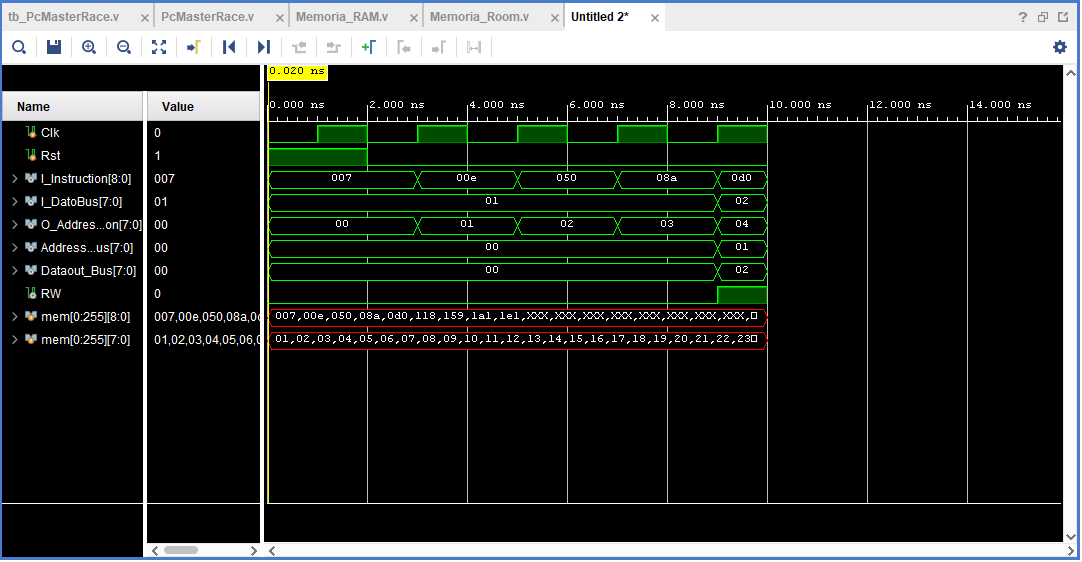 tb_PcMasterRace.v × PcMasterRace.v × Memoria_RAM.v × Memoria_Room.v × Untitled 2* × ?
0.020 ns
Name Value 0.000 ns 2.000 ns 4.000 ns 6.000 ns 8.000 ns 10.000 ns 12.000 ns 14.000 ns
Clk 0
Rst 1
I_Instruction[8:0] 007 007 00e 050 08a 0d0
I_DatoBus[7:0] 01 01 02
O_Addres...on[7:0] 00 00 01 02 03 04
Address...us[7:0] 00 00 01
Dataout_Bus[7:0] 00 00 02
RW 0
mem[0:255][8:0] 007,00e,050,08a,0d 007,00e,050,08a,0d0,118,159,1a1,1e1,XXX,XXX,XXX,XXX,XXX,XXX,XXX,XXX,
mem[0:255][7:0] 01,02,03,04,05,06, 01,02,03,04,05,06,07,08,09,10,11,12,13,14,15,16,17,18,19,20,21,22,23